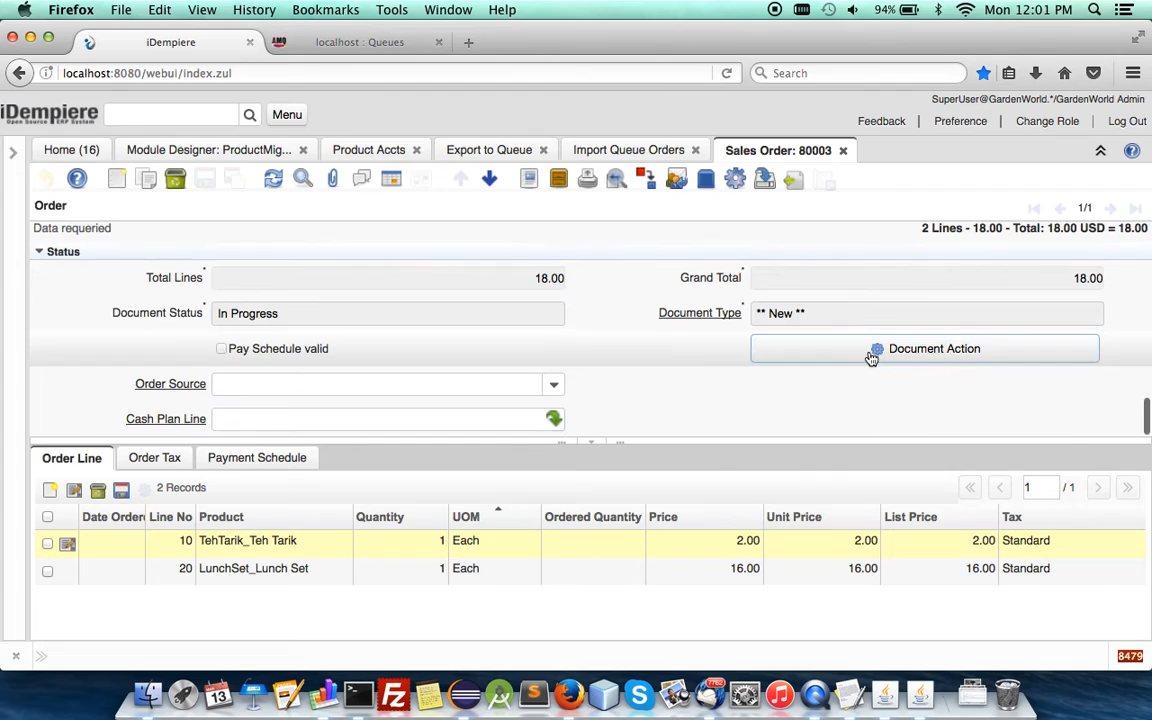 Firefox File Edit View History Bookmarks Tools Window Help 94% Mon 12:01 PM
iDempiere localhost : Queues
localhost:8080/webui/index.zul Search
SuperUser@GardenWorld.*/GardenWorld Admin
iDempiere Menu Feedback Preference Change Role Log Out
Home (16) Module Designer: ProductMig... Product Accts Export to Queue Import Queue Orders Sales Order: 80003
Order 1/1
Data requeried 2 Lines - 18.00 - Total: 18.00 USD = 18.00
Status
Total Lines 18.00 Grand Total 18.00
Document Status In Progress Document Type ** New **
Pay Schedule valid Document Action
Order Source
Cash Plan Line
Order Line Order Tax Payment Schedule
2 Records 1 / 1
Date Ordere Line No Product Quantity UOM Ordered Quantity Price Unit Price List Price Tax
10 TehTarik_Teh Tarik 1 Each 2.00 2.00 2.00 Standard
20 LunchSet_Lunch Set 1 Each 16.00 16.00 16.00 Standard
8479